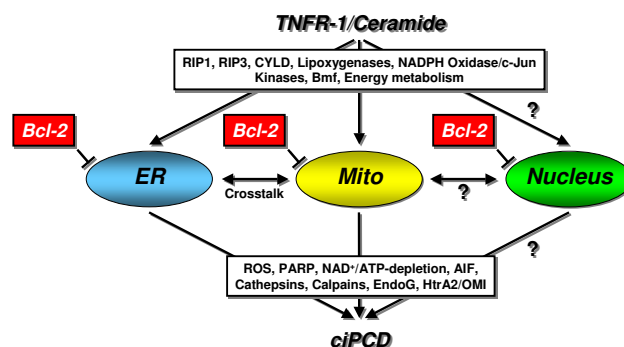 TNFR-1/Ceramide
RIP1, RIP3, CYLD, Lipoxygenases, NADPH Oxidase/c-Jun
Kinases, Bmf, Energy metabolism
?
Bcl-2
Bcl-2
Bcl-2
ER
Mito
Nucleus
Crosstalk
?
?
ROS, PARP, NAD⁺/ATP-depletion, AIF,
Cathepsins, Calpains, EndoG, HtrA2/OMI
ciPCD